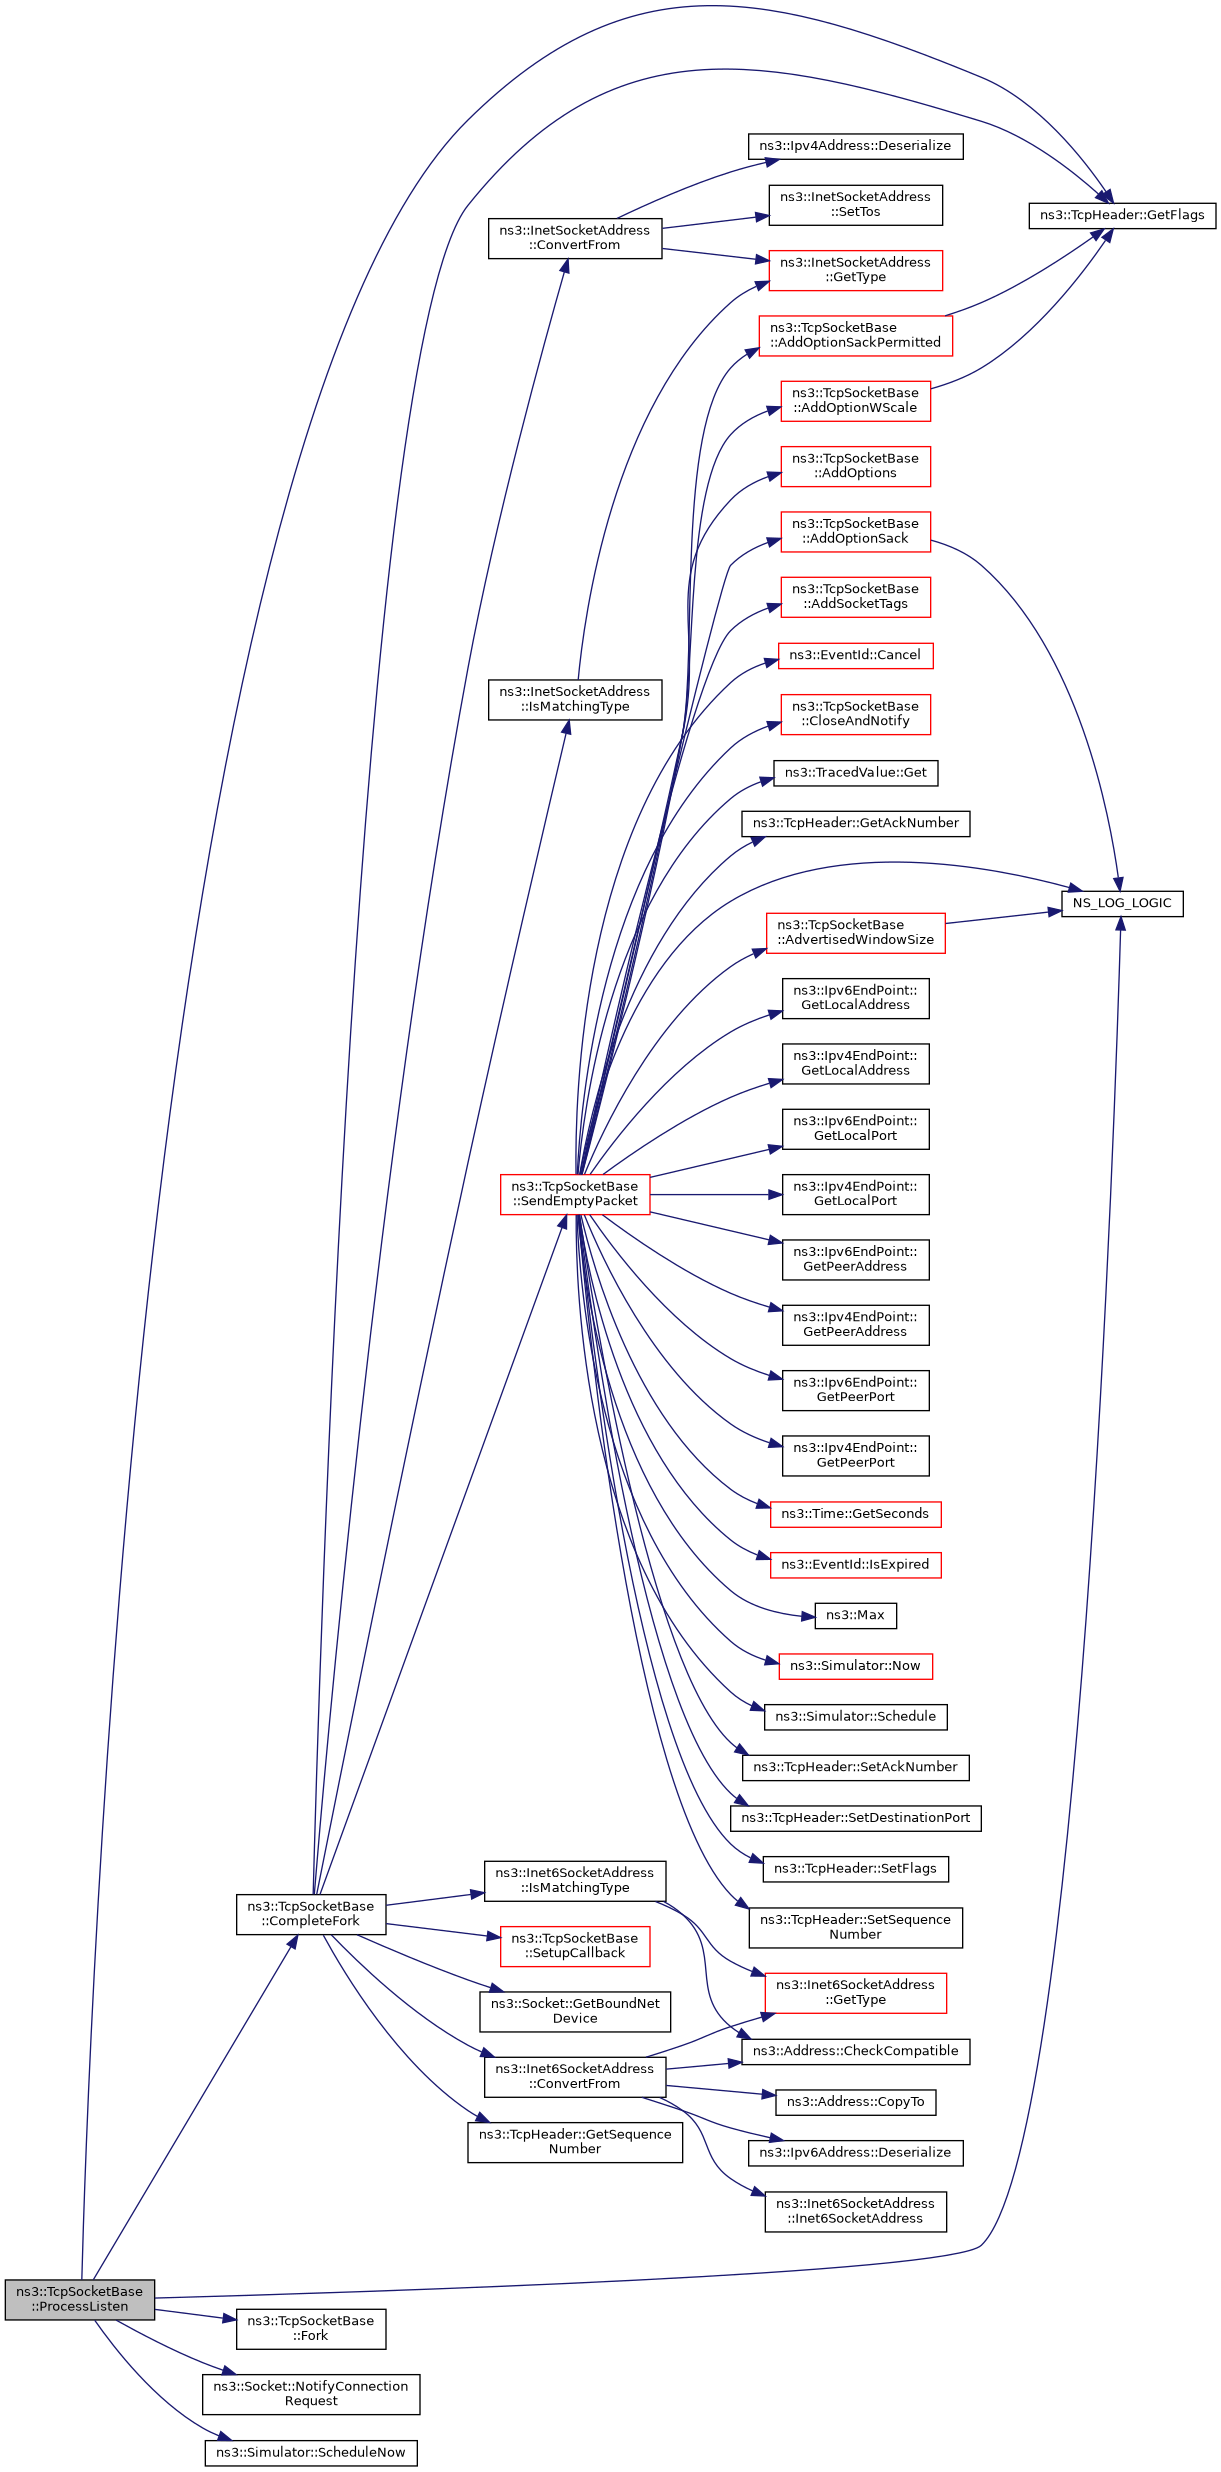 ns3::Ipv4Address::Deserialize
ns3::InetSocketAddress
::SetTos
ns3::TcpHeader::GetFlags
ns3::InetSocketAddress
::ConvertFrom
ns3::InetSocketAddress
::GetType
ns3::TcpSocketBase
::AddOptionSackPermitted
ns3::TcpSocketBase
::AddOptionWScale
ns3::TcpSocketBase
::AddOptions
ns3::TcpSocketBase
::AddOptionSack
ns3::TcpSocketBase
::AddSocketTags
ns3::EventId::Cancel
ns3::InetSocketAddress
::IsMatchingType
ns3::TcpSocketBase
::CloseAndNotify
ns3::TracedValue::Get
ns3::TcpHeader::GetAckNumber
NS_LOG_LOGIC
ns3::TcpSocketBase
::AdvertisedWindowSize
ns3::Ipv6EndPoint::
GetLocalAddress
ns3::Ipv4EndPoint::
GetLocalAddress
ns3::Ipv6EndPoint::
GetLocalPort
ns3::TcpSocketBase
::SendEmptyPacket
ns3::Ipv4EndPoint::
GetLocalPort
ns3::Ipv6EndPoint::
GetPeerAddress
ns3::Ipv4EndPoint::
GetPeerAddress
ns3::Ipv6EndPoint::
GetPeerPort
ns3::Ipv4EndPoint::
GetPeerPort
ns3::Time::GetSeconds
ns3::EventId::IsExpired
ns3::Max
ns3::Simulator::Now
ns3::Simulator::Schedule
ns3::TcpHeader::SetAckNumber
ns3::TcpHeader::SetDestinationPort
ns3::TcpHeader::SetFlags
ns3::Inet6SocketAddress
::IsMatchingType
ns3::TcpSocketBase
::CompleteFork
ns3::TcpHeader::SetSequence
Number
ns3::TcpSocketBase
::SetupCallback
ns3::Inet6SocketAddress
::GetType
ns3::Socket::GetBoundNet
Device
ns3::Address::CheckCompatible
ns3::Inet6SocketAddress
::ConvertFrom
ns3::Address::CopyTo
ns3::TcpHeader::GetSequence
Number
ns3::Ipv6Address::Deserialize
ns3::Inet6SocketAddress
::Inet6SocketAddress
ns3::TcpSocketBase
::ProcessListen
ns3::TcpSocketBase
::Fork
ns3::Socket::NotifyConnection
Request
ns3::Simulator::ScheduleNow